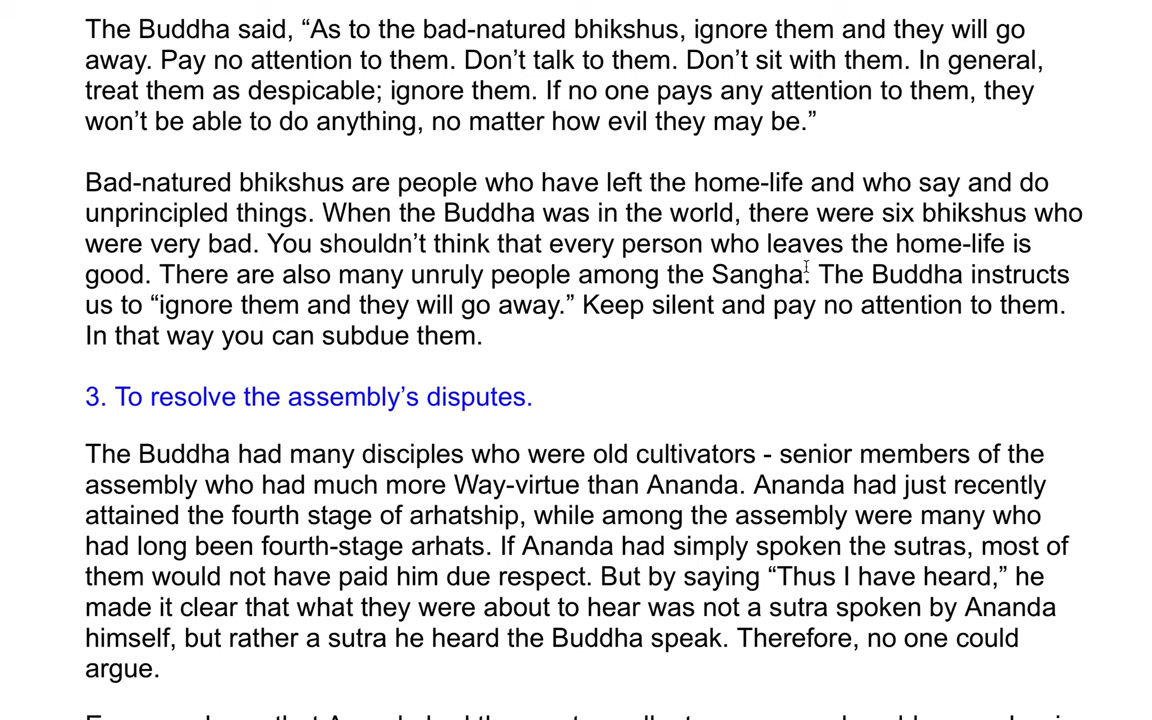 The Buddha said, “As to the bad-natured bhikshus, ignore them and they will go
away. Pay no attention to them. Don’t talk to them. Don’t sit with them. In general,
treat them as despicable; ignore them. If no one pays any attention to them, they
won’t be able to do anything, no matter how evil they may be.”
Bad-natured bhikshus are people who have left the home-life and who say and do
unprincipled things. When the Buddha was in the world, there were six bhikshus who
were very bad. You shouldn’t think that every person who leaves the home-life is
good. There are also many unruly people among the Sangha. The Buddha instructs
us to “ignore them and they will go away.” Keep silent and pay no attention to them.
In that way you can subdue them.
3. To resolve the assembly’s disputes.
The Buddha had many disciples who were old cultivators - senior members of the
assembly who had much more Way-virtue than Ananda. Ananda had just recently
attained the fourth stage of arhatship, while among the assembly were many who
had long been fourth-stage arhats. If Ananda had simply spoken the sutras, most of
them would not have paid him due respect. But by saying “Thus I have heard,” he
made it clear that what they were about to hear was not a sutra spoken by Ananda
himself, but rather a sutra he heard the Buddha speak. Therefore, no one could
argue.